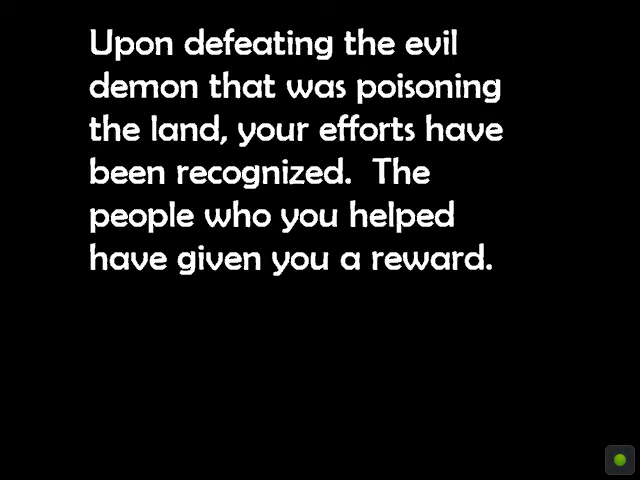 Upon defeating the evil
demon that was poisoning
the land, your efforts have
been recognized.  The
people who you helped
have given you a reward.